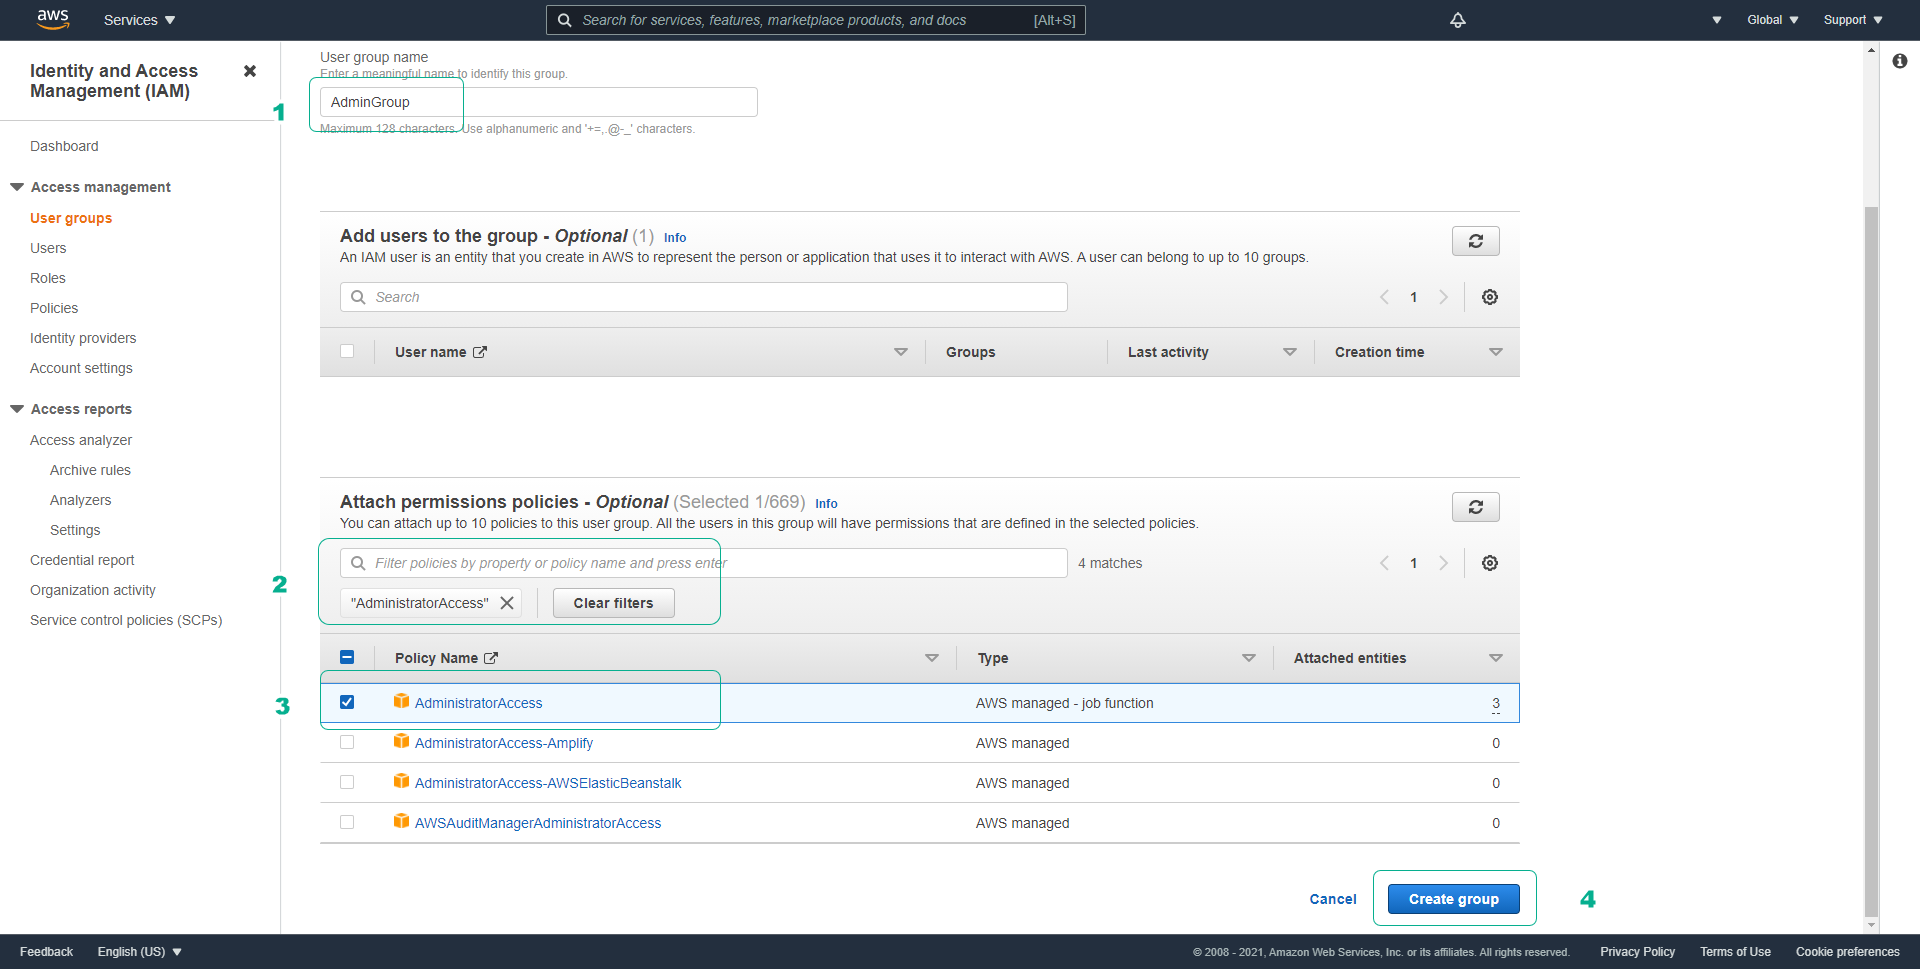 aws
Services
Search for services, features, marketplace products, and docs [Alt+S]
Global
Support
Identity and Access Management (IAM)
Dashboard
Access management
User groups
Users
Roles
Policies
Identity providers
Account settings
Access reports
Access analyzer
Archive rules
Analyzers
Settings
Credential report
Organization activity
Service control policies (SCPs)
User group name
Enter a meaningful name to identify this group.
1
AdminGroup
Maximum 128 characters. Use alphanumeric and '+=,.@-_' characters.
Add users to the group - Optional (1) Info
An IAM user is an entity that you create in AWS to represent the person or application that uses it to interact with AWS. A user can belong to up to 10 groups.
Search
1
User name Groups Last activity Creation time
Attach permissions policies - Optional (Selected 1/669) Info
You can attach up to 10 policies to this user group. All the users in this group will have permissions that are defined in the selected policies.
2
Filter policies by property or policy name and press enter
4 matches
1
"AdministratorAccess"
Clear filters
Policy Name Type Attached entities
3
AdministratorAccess AWS managed - job function 3
AdministratorAccess-Amplify AWS managed 0
AdministratorAccess-AWSElasticBeanstalk AWS managed 0
AWSAuditManagerAdministratorAccess AWS managed 0
Cancel
Create group
4
Feedback English (US)
© 2008 - 2021, Amazon Web Services, Inc. or its affiliates. All rights reserved. Privacy Policy Terms of Use Cookie preferences